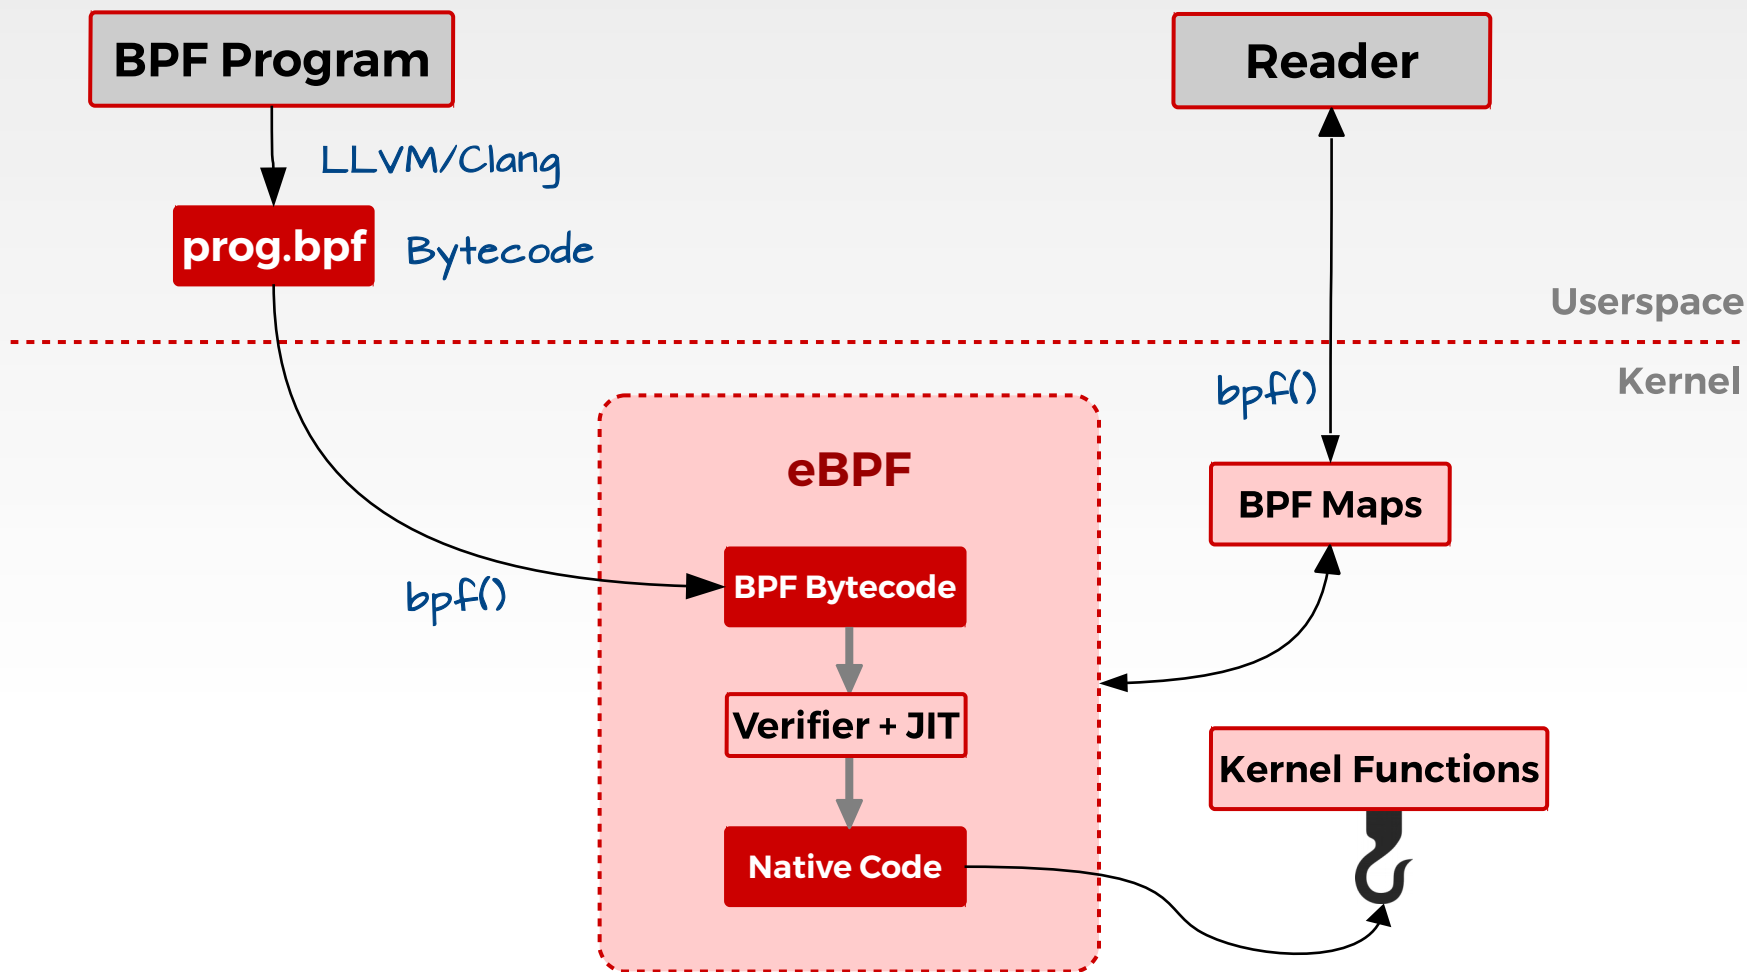 BPF Program
Reader
LLVM/Clang
prog.bpf
Bytecode
Userspace
Kernel
bpf()
eBPF
BPF Maps
BPF Bytecode
bpf()
Verifier + JIT
Kernel Functions
Native Code